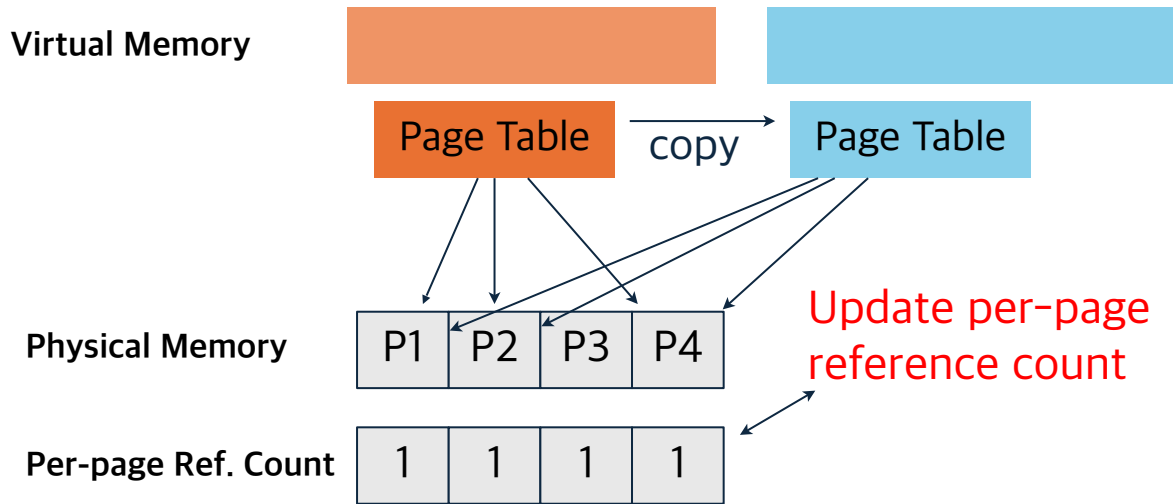 Virtual Memory
Page Table
copy
Page Table
Physical Memory
P1
P2
P3
P4
Update per-page
reference count
Per-page Ref. Count
1
1
1
1